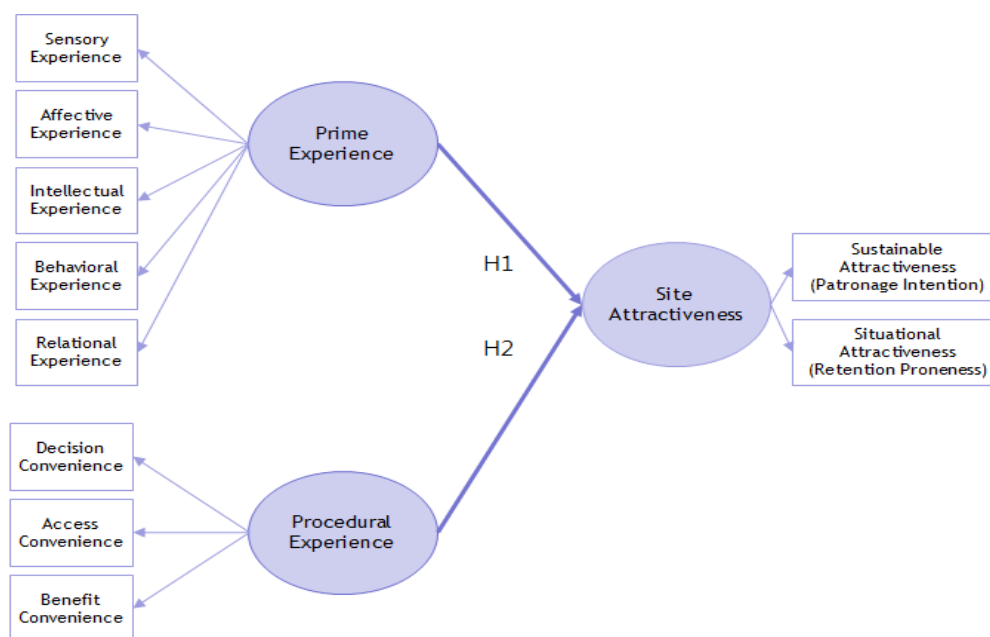 Sensory
Experience
Affective
Experience
Intellectual
Experience
Behavioral
Experience
Relational
Experience
Prime
Experience
H1
H2
Site
Attractiveness
Sustainable
Attractiveness
(Patronage Intention)
Situational
Attractiveness
(Retention Proneness)
Decision
Convenience
Access
Convenience
Benefit
Convenience
Procedural
Experience